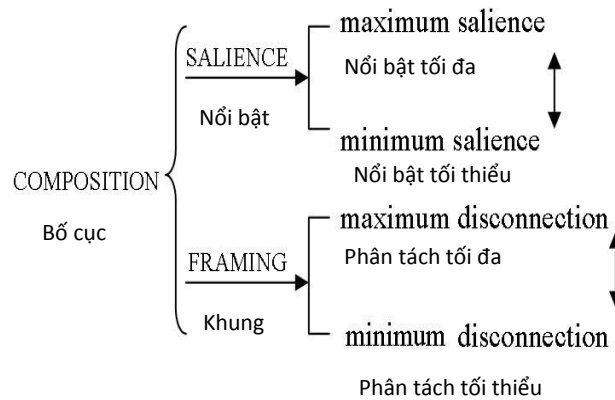 maximum salience
SALIENCE
Nổi bật tối đa
Nổi bật
minimum salience
Nổi bật tối thiểu
COMPOSITION
maximum disconnection
Bố cục
Phân tách tối đa
FRAMING
Khung
minimum disconnection
Phân tách tối thiểu